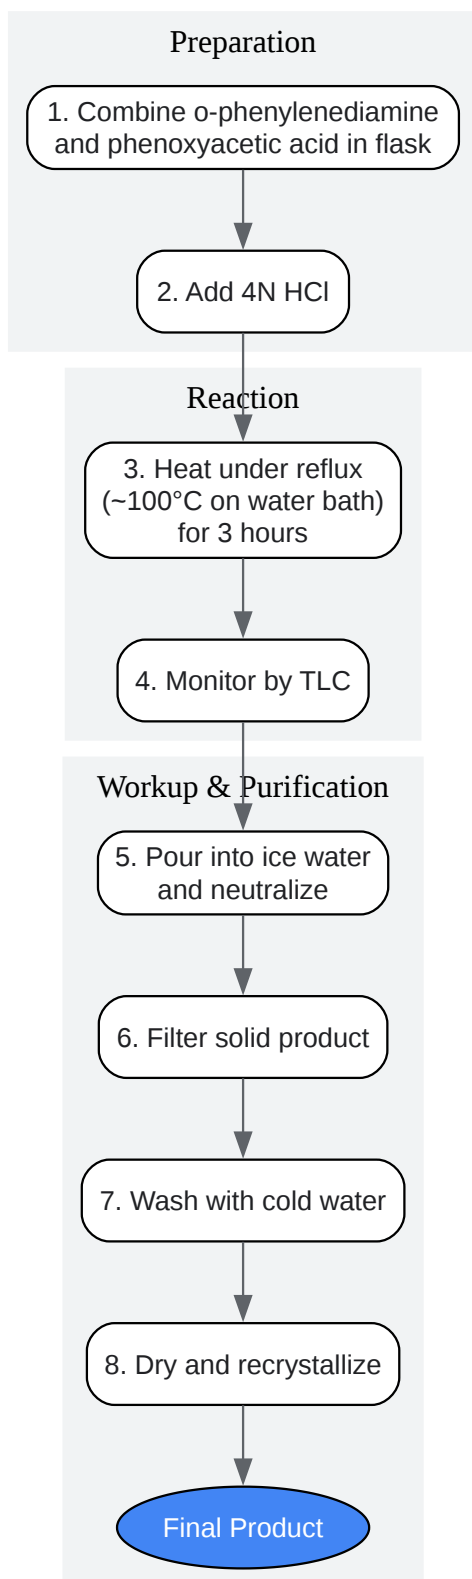 Preparation
1. Combine o-phenylenediamine
and phenoxyacetic acid in flask
2. Add 4N HCl
Reaction
3. Heat under reflux
(~100°C on water bath)
for 3 hours
4. Monitor by TLC
Workup & Purification
5. Pour into ice water
and neutralize
6. Filter solid product
7. Wash with cold water
8. Dry and recrystallize
Final Product